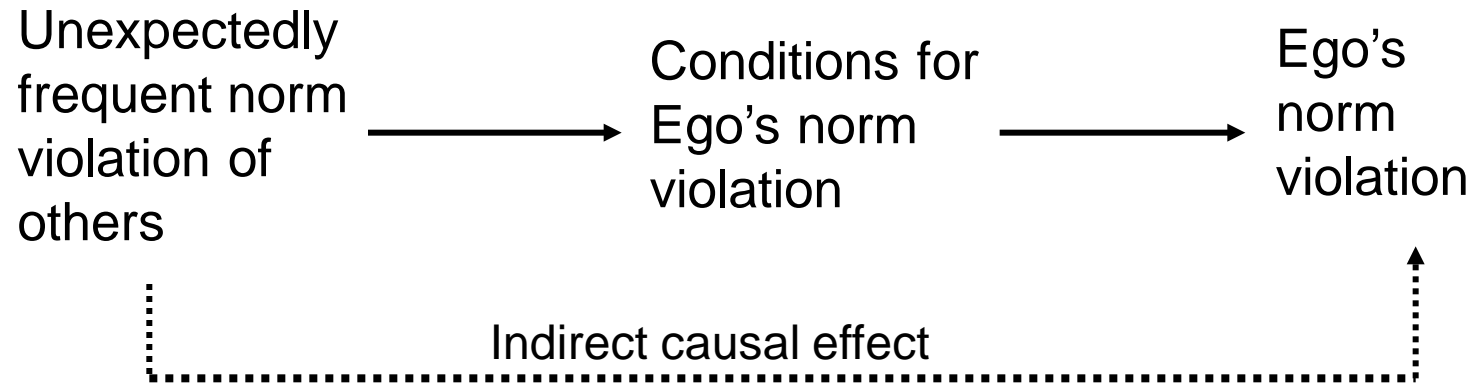 Unexpectedly
frequent norm
violation of
others
Conditions for
Ego’s norm
violation
Ego’s
norm
violation
Indirect causal effect